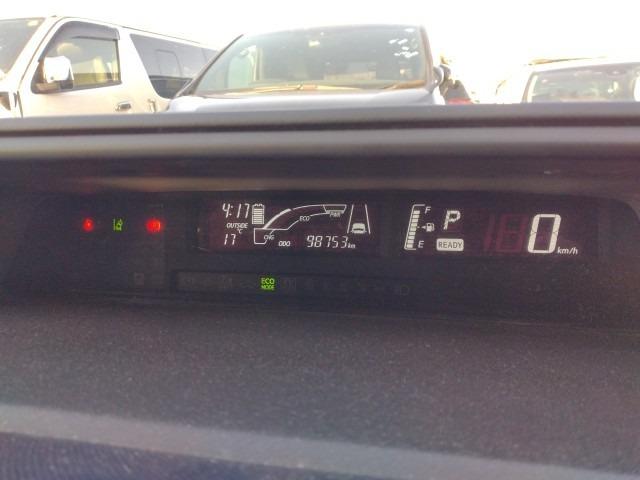 4:17
OUTSIDE
17 °C
CHG ECO PWR
ODO 98753 km
F
E
P
READY
0 km/h
ECO
MODE